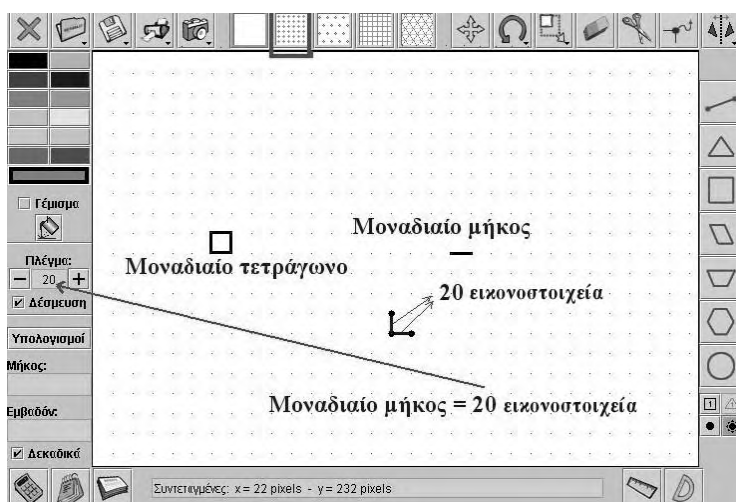 Γέμισμα
Πλέγμα:
20
Δέσμευση
Υπολογισμοί
Μήκος:
Εμβαδόν:
Δεκαδικά
Μοναδιαίο μήκος
Μοναδιαίο τετράγωνο
20 εικονοστοιχεία
Μοναδιαίο μήκος = 20 εικονοστοιχεία
1
Συντεταγμένες: x = 22 pixels - y = 232 pixels